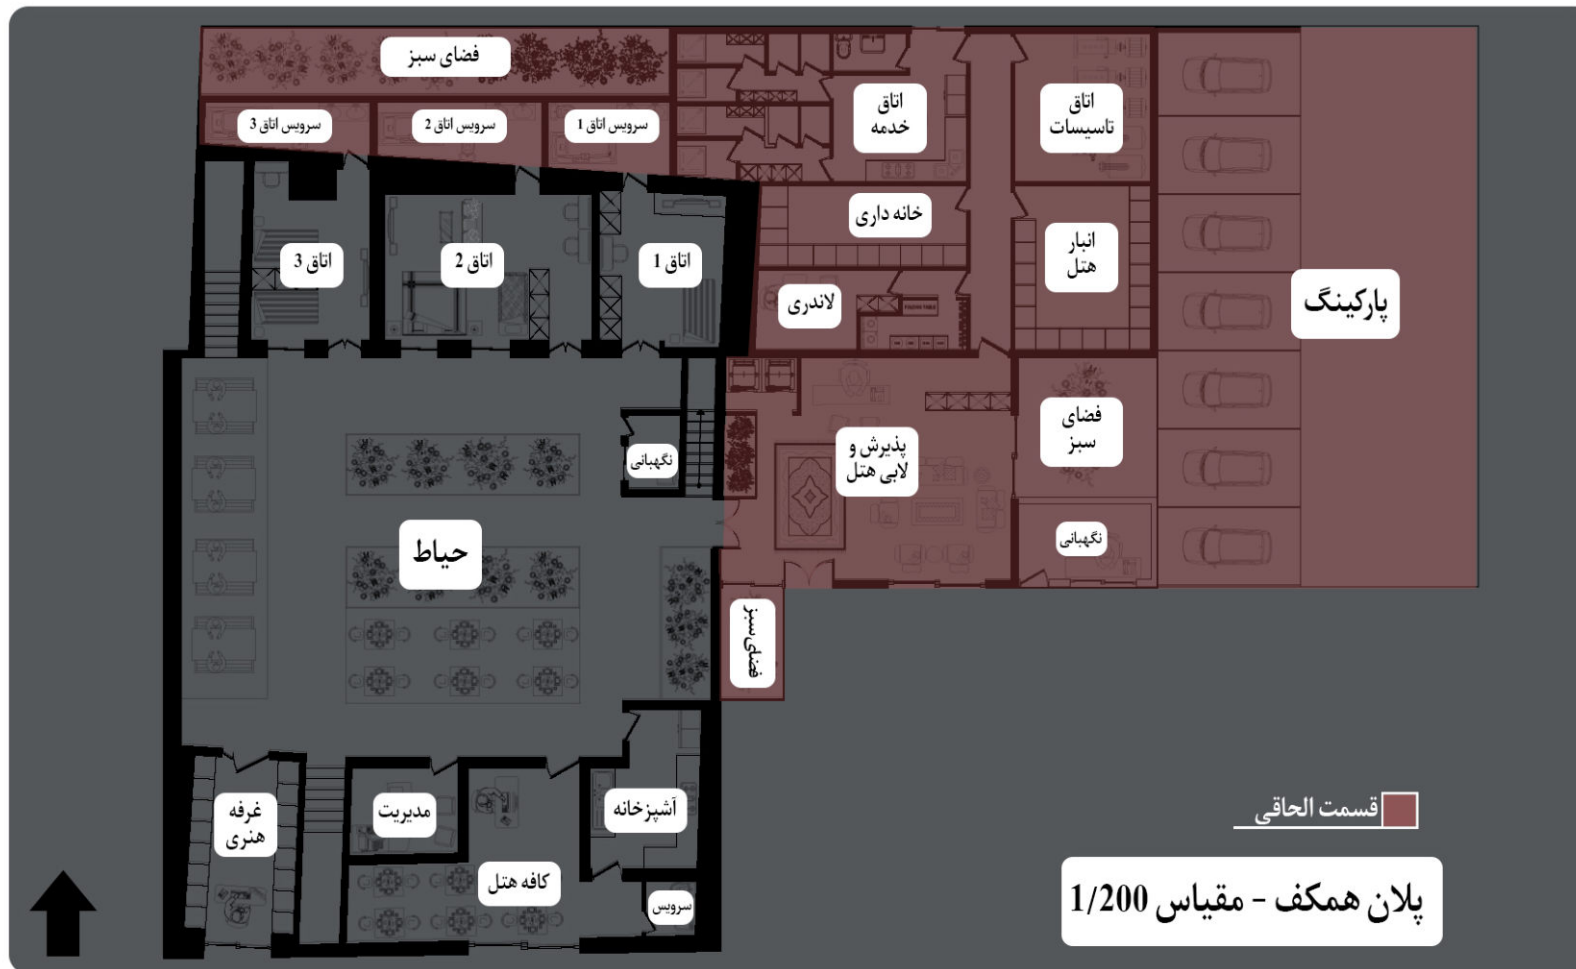 فضای سبز
سرویس اتاق 3
سرویس اتاق 2
سرویس اتاق 1
اتاق
خدمه
اتاق
تاسیسات
خانه داری
انبار
هتل
پارکینگ
اتاق 3
اتاق 2
اتاق 1
لاندری
فضای
سبز
پذیرش و
لابی هتل
نگهبانی
نگهبانی
حیاط
فضای سبز
غرفه
هنری
مدیریت
آشپزخانه
کافه هتل
سرویس
قسمت الحاقی
پلان همکف - مقیاس 1/200